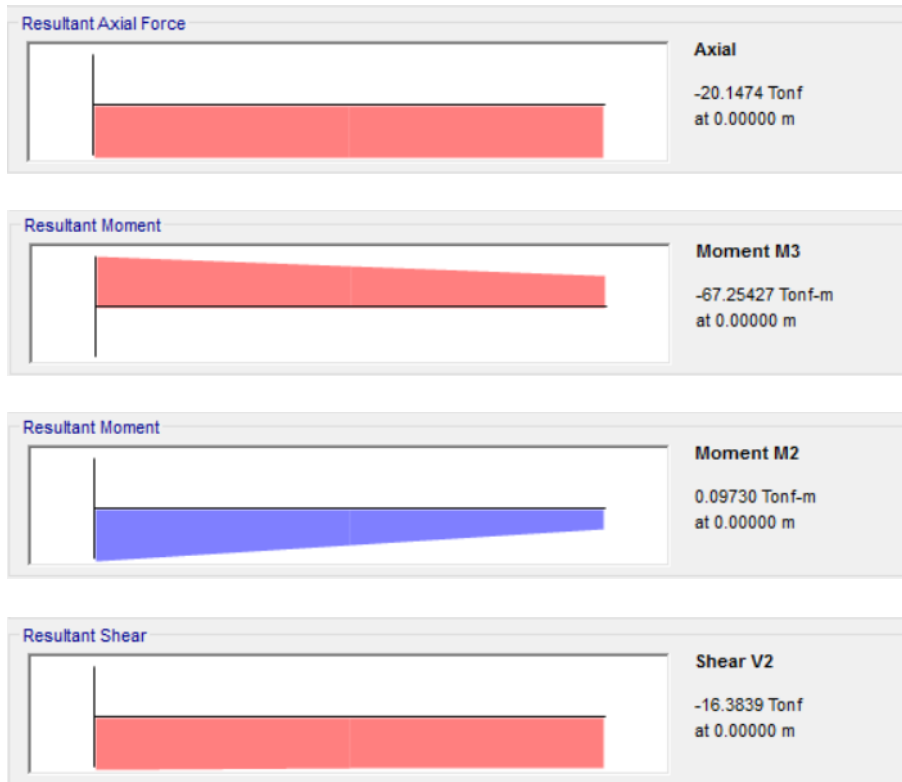 Resultant Axial Force
Axial
-20.1474 Tonf
at 0.00000 m
Resultant Moment
Moment M3
-67.25427 Tonf-m
at 0.00000 m
Resultant Moment
Moment M2
0.09730 Tonf-m
at 0.00000 m
Resultant Shear
Shear V2
-16.3839 Tonf
at 0.00000 m